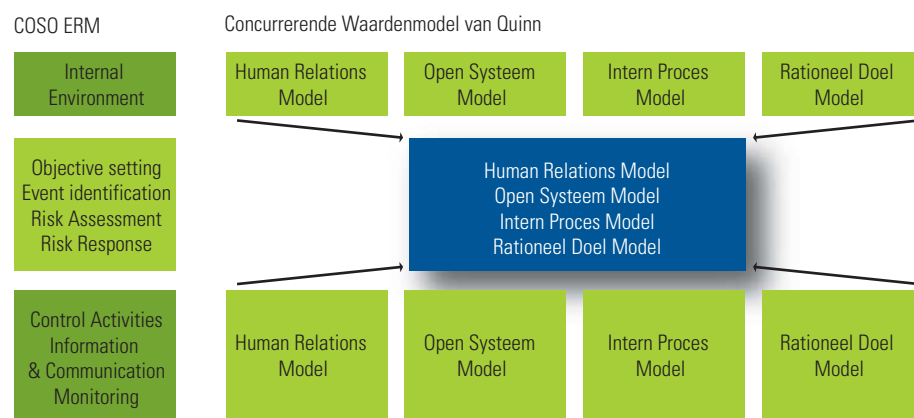 COSO ERM
Concurrerende Waardenmodel van Quinn
Internal
Environment
Human Relations
Model
Open Systeem
Model
Intern Proces
Model
Rationeel Doel
Model
Objective setting
Event identification
Risk Assessment
Risk Response
Human Relations Model
Open Systeem Model
Intern Proces Model
Rationeel Doel Model
Control Activities
Information
& Communication
Monitoring
Human Relations
Model
Open Systeem
Model
Intern Proces
Model
Rationeel Doel
Model